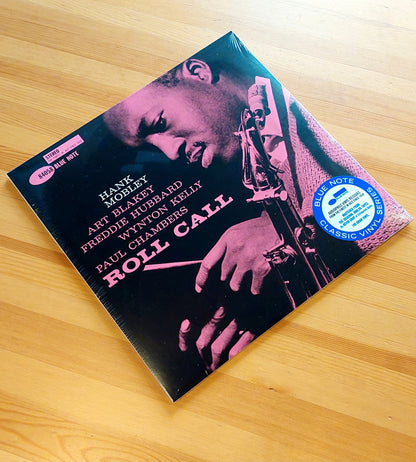 STEREO
84058 BLUE NOTE
HANK
MOBLEY
ART BLAKEY
FREDDIE HUBBARD
WYNTON KELLY
PAUL CHAMBERS
ROLL CALL
BLUE NOTE
CLASSIC VINYL SERIES